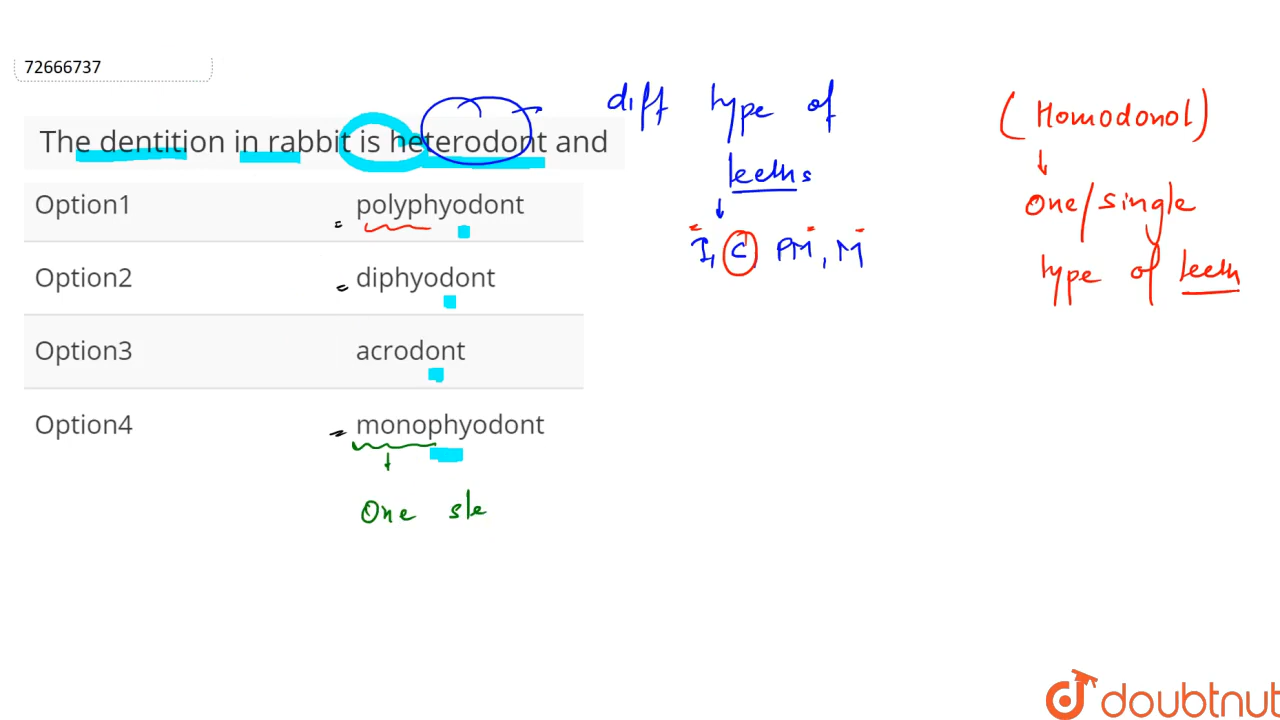 72666737
The dentition in rabbit is heterodont and
Option1 polyphyodont
Option2 diphyodont
Option3 acrodont
Option4 monophyodont
One
diff type of
teeths
I, C, PM, M
(Homodonol)
One/single
type of teeth
doubtnut